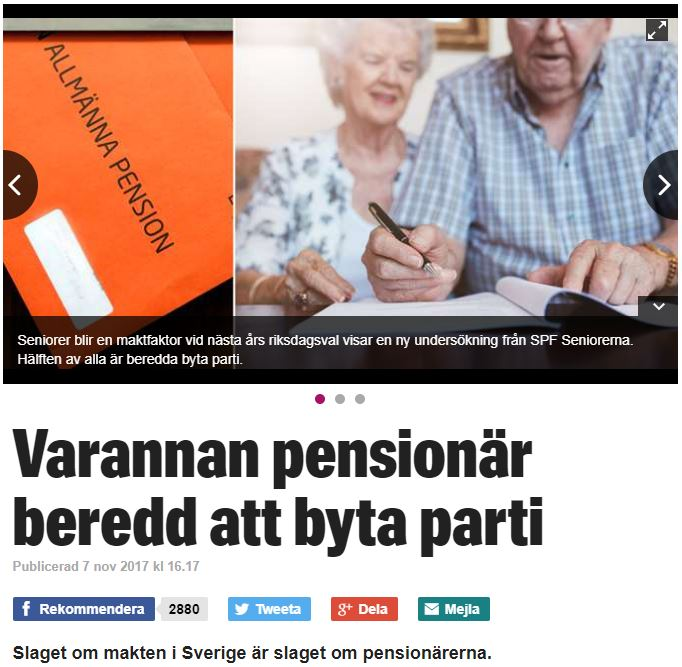 N ALLMÄNNA PENSION
Seniorer blir en maktfaktor vid nästa års riksdagsval visar en ny undersökning från SPF Seniorerna.
Hälften av alla är beredda byta parti.
Varannan pensionär
beredd att byta parti
Publicerad 7 nov 2017 kl 16.17
f Rekommendera 2880 Tweeta g+ Dela Mejla
Slaget om makten i Sverige är slaget om pensionärerna.